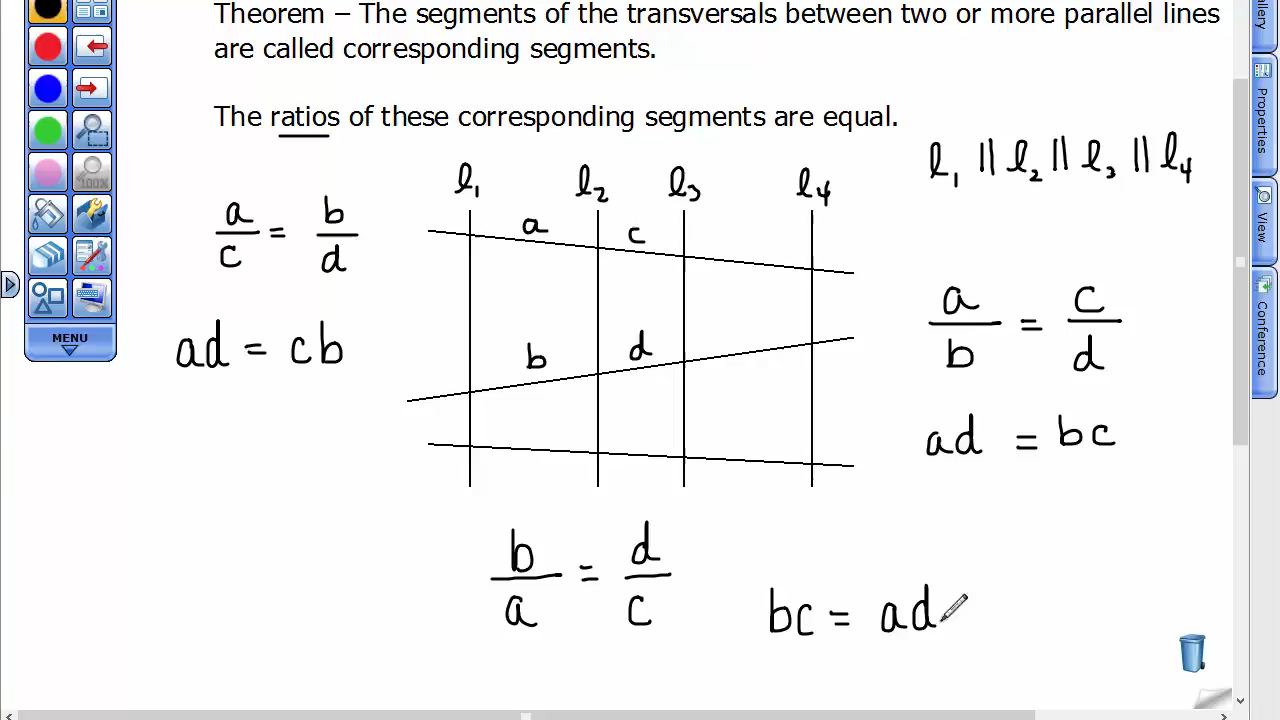 Theorem – The segments of the transversals between two or more parallel lines
are called corresponding segments.
The ratios of these corresponding segments are equal.
l₁ || l₂ || l₃ || l₄
l₁ l₂ l₃ l₄
a/c = b/d
a c
ad = cb
b d
a/b = c/d
ad = bc
b/a = d/c
bc = ad
100%
MENU
Properties
View
Conference